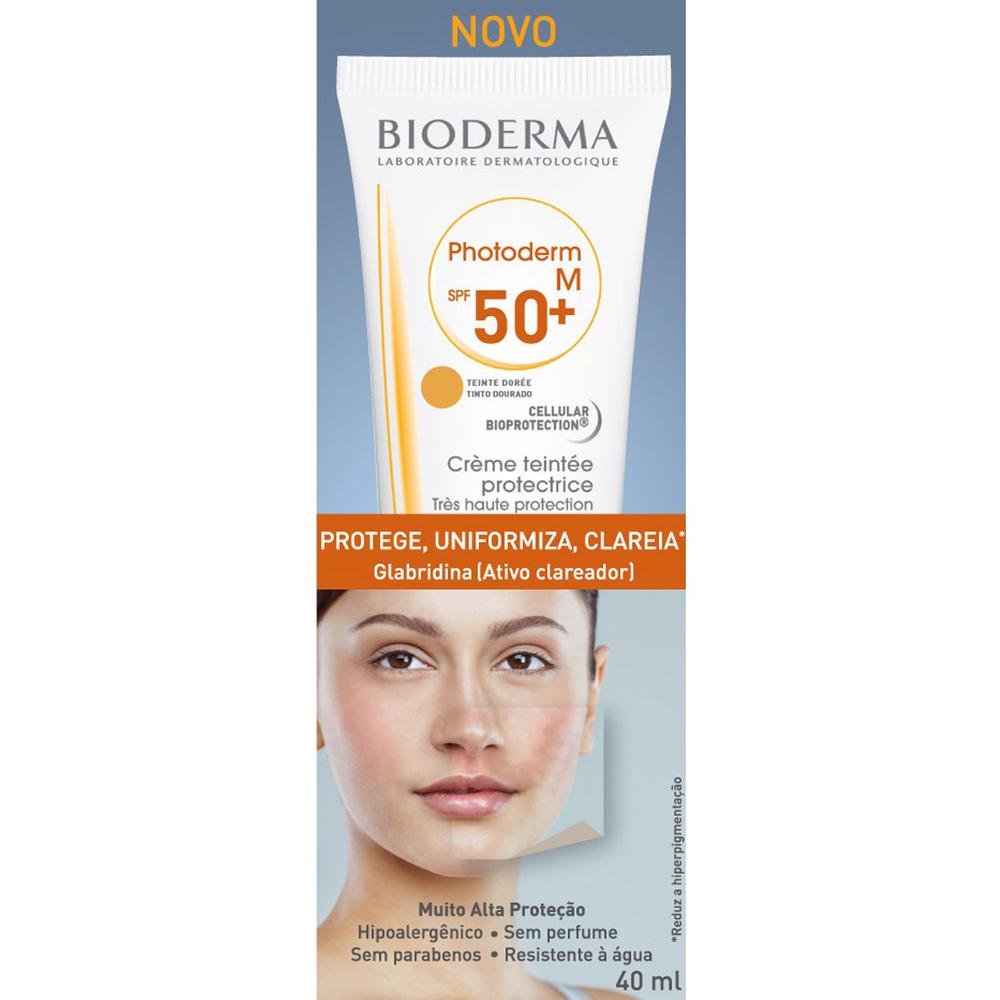 NOVO
BIODERMA
LABORATOIRE DERMATOLOGIQUE
Photoderm
M
SPF 50+
TEINTE DORÉE
TINTO DOURADO
CELLULAR
BIOPROTECTION®
Crème teintée
protectrice
Très haute protection
PROTEGE, UNIFORMIZA, CLAREIA*
Glabridina (Ativo clareador)
*Reduz a hiperpigmentação
Muito Alta Proteção
Hipoalergênico • Sem perfume
Sem parabenos • Resistente à água
40 ml